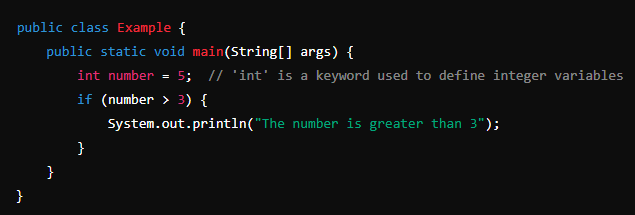 public class Example {
    public static void main(String[] args) {
        int number = 5;  // 'int' is a keyword used to define integer variables
        if (number > 3) {
            System.out.println("The number is greater than 3");
        }
    }
}